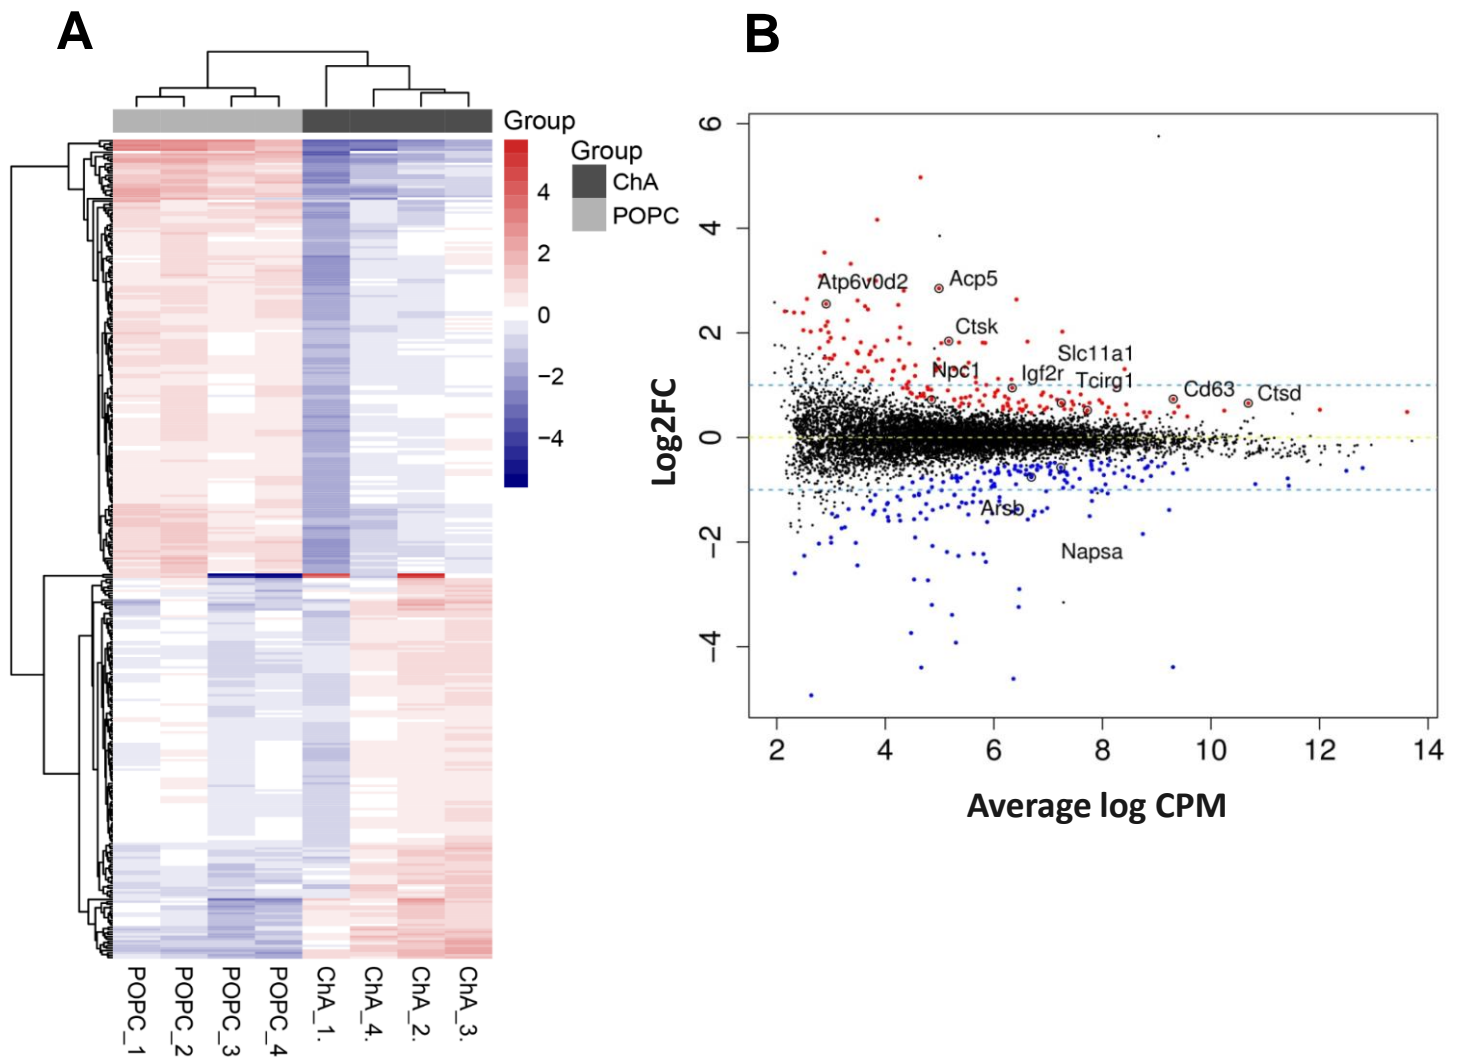 A
Group
4
2
0
−2
−4
Group
ChA
POPC
POPC_1
POPC_2
POPC_3
POPC_4
ChA_1.
ChA_4.
ChA_2.
ChA_3.
B
Log2FC
6
4
2
0
−2
−4
Atp6v0d2
Acp5
Ctsk
Slc11a1
Npc1
Igf2r
Tcirg1
Cd63
Ctsd
Arsb
Napsa
2
4
6
8
10
12
14
Average log CPM